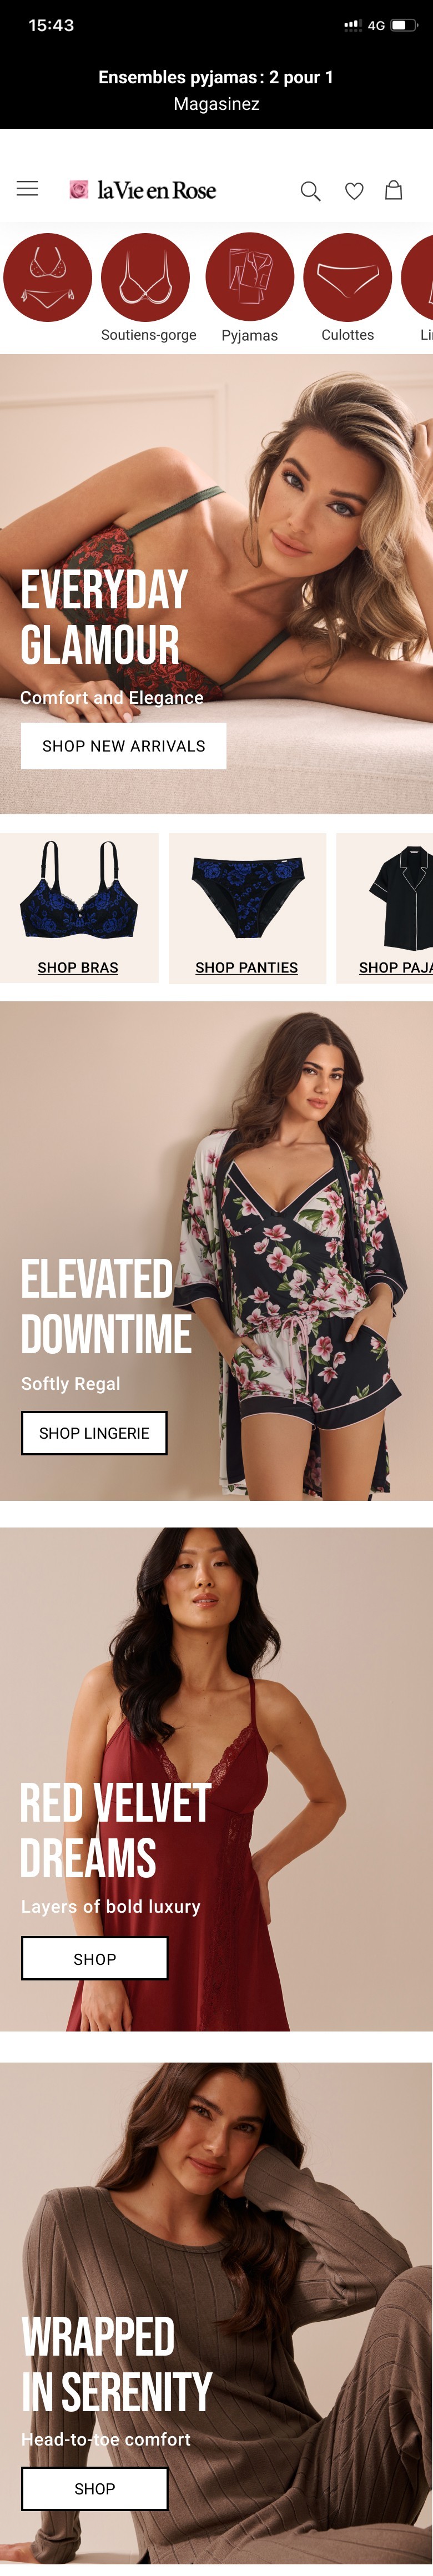 15:43
4G
Ensembles pyjamas : 2 pour 1
Magasinez
la Vie en Rose
Soutiens-gorge
Pyjamas
Culottes
EVERYDAY
GLAMOUR
Comfort and Elegance
SHOP NEW ARRIVALS
SHOP BRAS
SHOP PANTIES
SHOP PAJA
ELEVATED
DOWNTIME
Softly Regal
SHOP LINGERIE
RED VELVET
DREAMS
Layers of bold luxury
SHOP
WRAPPED
IN SERENITY
Head-to-toe comfort
SHOP